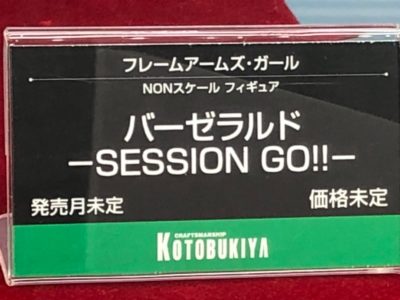 フレームアームズ・ガール
NONスケール フィギュア
バーゼラルド
−SESSION GO!!−
発売月未定
価格未定
CRAFTSMANSHIP
KOTOBUKIYA